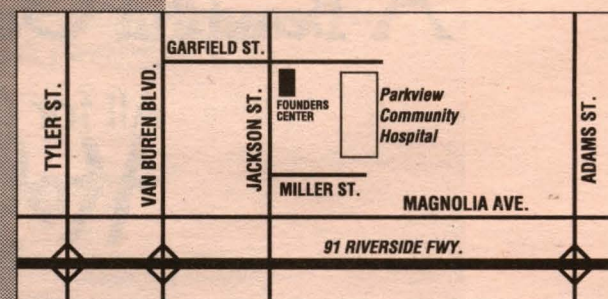 GARFIELD ST.
TYLER ST.
VAN BUREN BLVD.
JACKSON ST.
FOUNDERS
CENTER
Parkview
Community
Hospital
ADAMS ST.
MILLER ST.
MAGNOLIA AVE.
91 RIVERSIDE FWY.